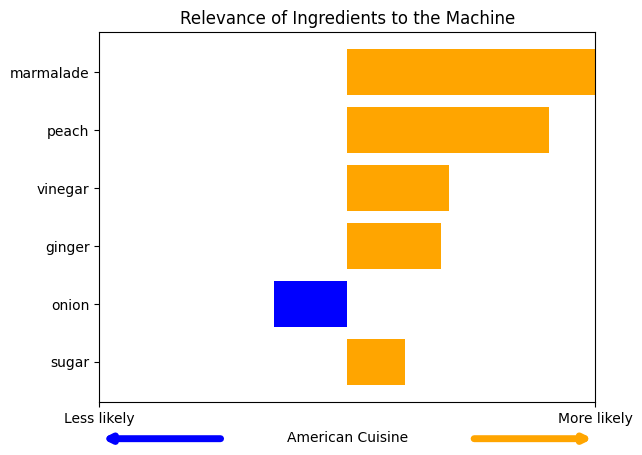 Relevance of Ingredients to the Machine
marmalade
peach
vinegar
ginger
onion
sugar
Less likely
More likely
American Cuisine